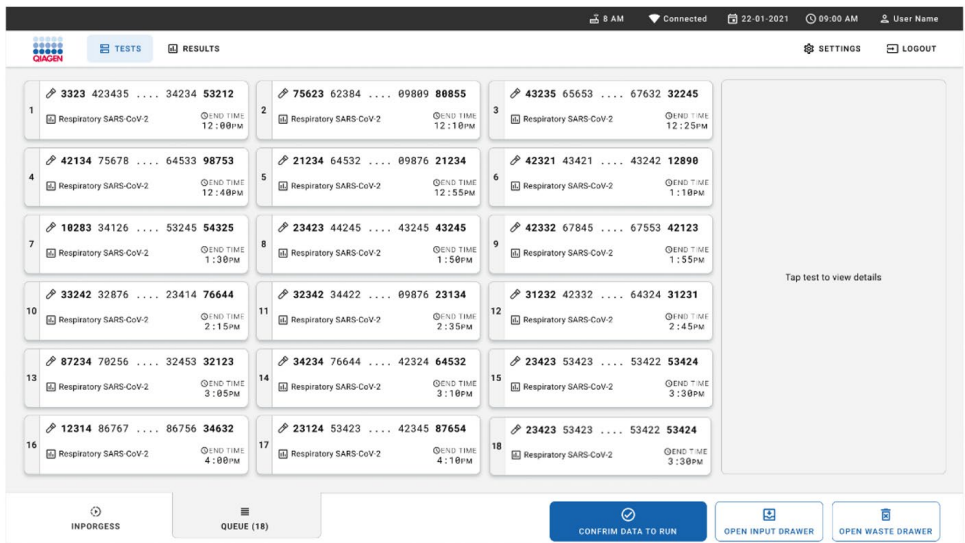 8 AM Connected 22-01-2021 09:00 AM User Name
QIAGEN TESTS RESULTS SETTINGS LOGOUT
1 3323 423435 .... 34234 53212
Respiratory SARS-CoV-2 END TIME 12:00PM
2 75623 62384 .... 09809 80855
Respiratory SARS-CoV-2 END TIME 12:10PM
3 43235 65653 .... 67632 32245
Respiratory SARS-CoV-2 END TIME 12:25PM
4 42134 75678 .... 64533 98753
Respiratory SARS-CoV-2 END TIME 12:40PM
5 21234 64532 .... 09876 21234
Respiratory SARS-CoV-2 END TIME 12:55PM
6 42321 43421 .... 43242 12890
Respiratory SARS-CoV-2 END TIME 1:10PM
7 10283 34126 .... 53245 54325
Respiratory SARS-CoV-2 END TIME 1:30PM
8 23423 44245 .... 43245 43245
Respiratory SARS-CoV-2 END TIME 1:50PM
9 42332 67845 .... 67553 42123
Respiratory SARS-CoV-2 END TIME 1:55PM
Tap test to view details
10 33242 32876 .... 23414 76644
Respiratory SARS-CoV-2 END TIME 2:15PM
11 32342 34422 .... 09876 23134
Respiratory SARS-CoV-2 END TIME 2:35PM
12 31232 42332 .... 64324 31231
Respiratory SARS-CoV-2 END TIME 2:45PM
13 87234 70256 .... 32453 32123
Respiratory SARS-CoV-2 END TIME 3:05PM
14 34234 76644 .... 42324 64532
Respiratory SARS-CoV-2 END TIME 3:10PM
15 23423 53423 .... 53422 53424
Respiratory SARS-CoV-2 END TIME 3:30PM
16 12314 86767 .... 86756 34632
Respiratory SARS-CoV-2 END TIME 4:00PM
17 23124 53423 .... 42345 87654
Respiratory SARS-CoV-2 END TIME 4:10PM
18 23423 53423 .... 53422 53424
Respiratory SARS-CoV-2 END TIME 3:30PM
INPORGESS QUEUE (18) CONFRIM DATA TO RUN OPEN INPUT DRAWER OPEN WASTE DRAWER